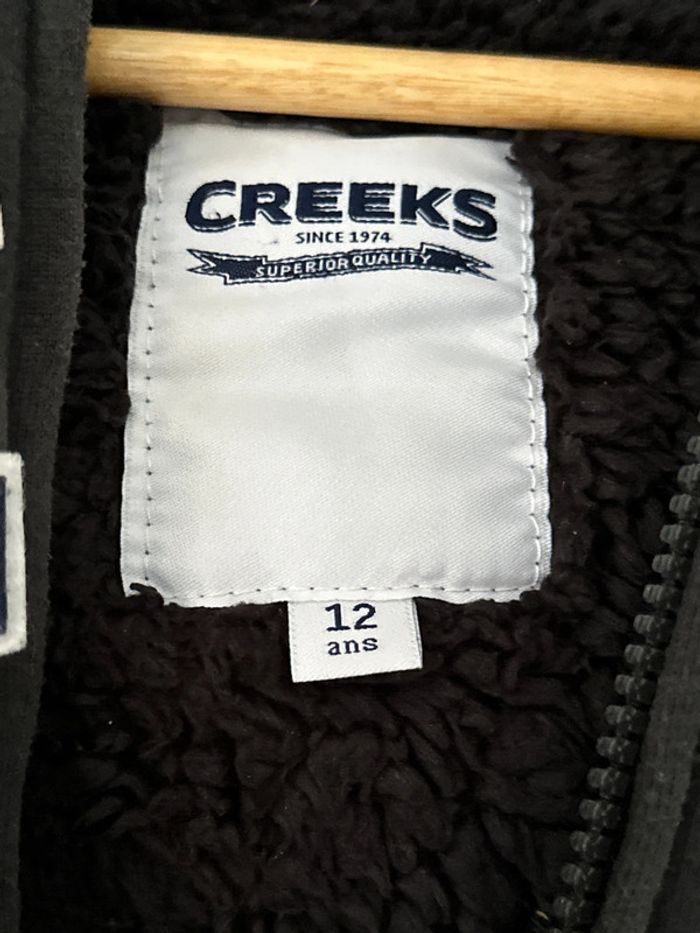 CREEKS
SINCE 1974
SUPERIOR QUALITY
12
ans